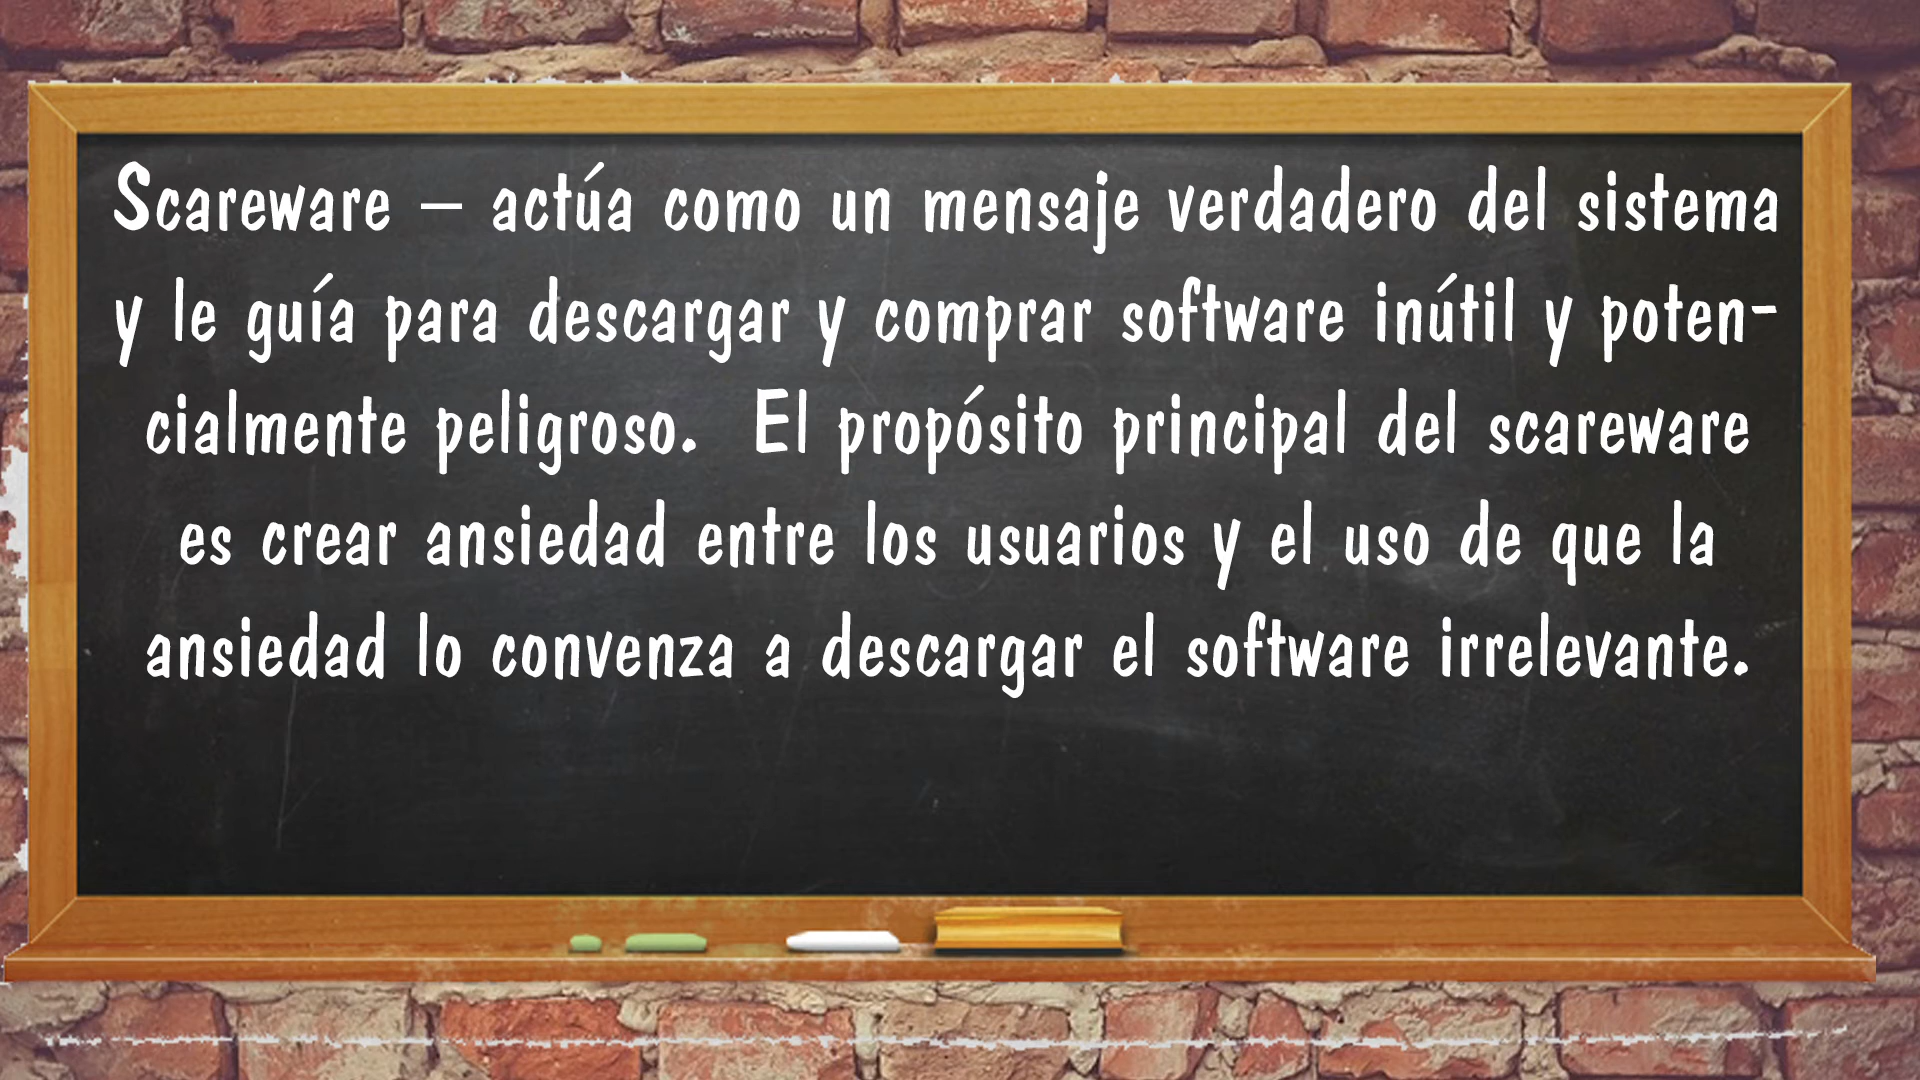 Scareware – actúa como un mensaje verdadero del sistema
y le guía para descargar y comprar software inútil y poten-
cialmente peligroso.  El propósito principal del scareware
es crear ansiedad entre los usuarios y el uso de que la
ansiedad lo convenza a descargar el software irrelevante.